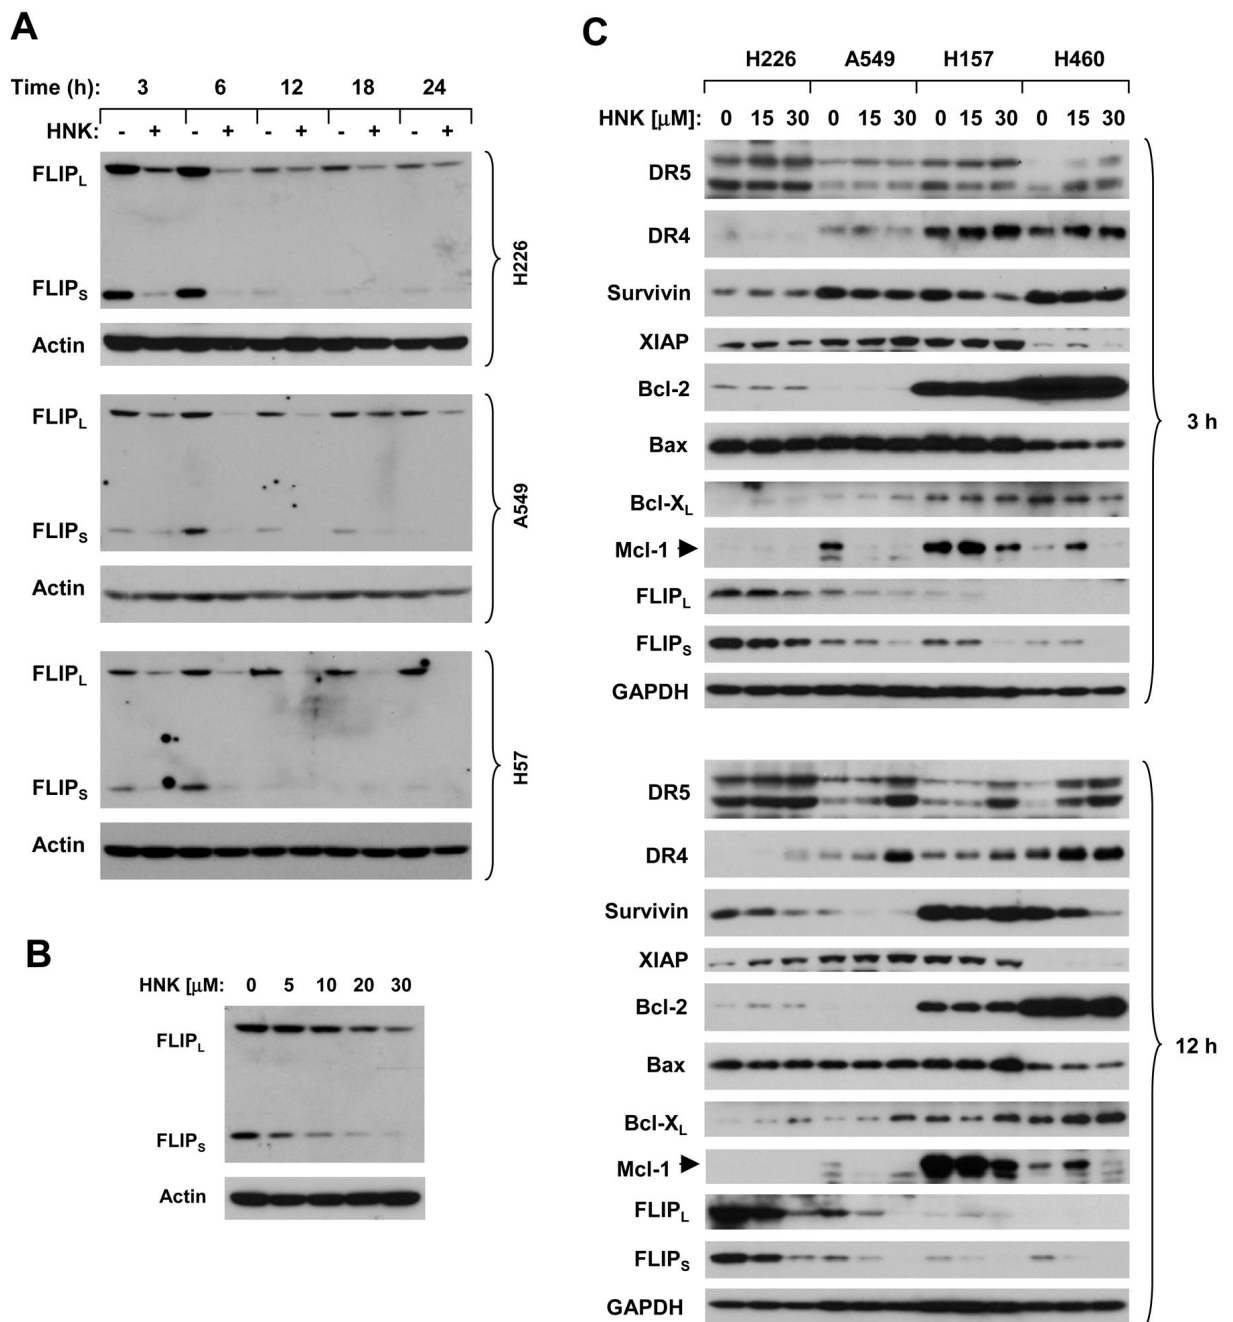 A
Time (h): 3 6 12 18 24
HNK: - + - + - + - + - +
FLIPL
FLIPS
Actin
H226
FLIPL
FLIPS
Actin
A549
FLIPL
FLIPS
Actin
H57
B
HNK [μM: 0 5 10 20 30
FLIPL
FLIPS
Actin
C
H226 A549 H157 H460
HNK [μM]: 0 15 30 0 15 30 0 15 30 0 15 30
DR5
DR4
Survivin
XIAP
Bcl-2
Bax
Bcl-XL
Mcl-1
FLIPL
FLIPS
GAPDH
3 h
DR5
DR4
Survivin
XIAP
Bcl-2
Bax
Bcl-XL
Mcl-1
FLIPL
FLIPS
GAPDH
12 h